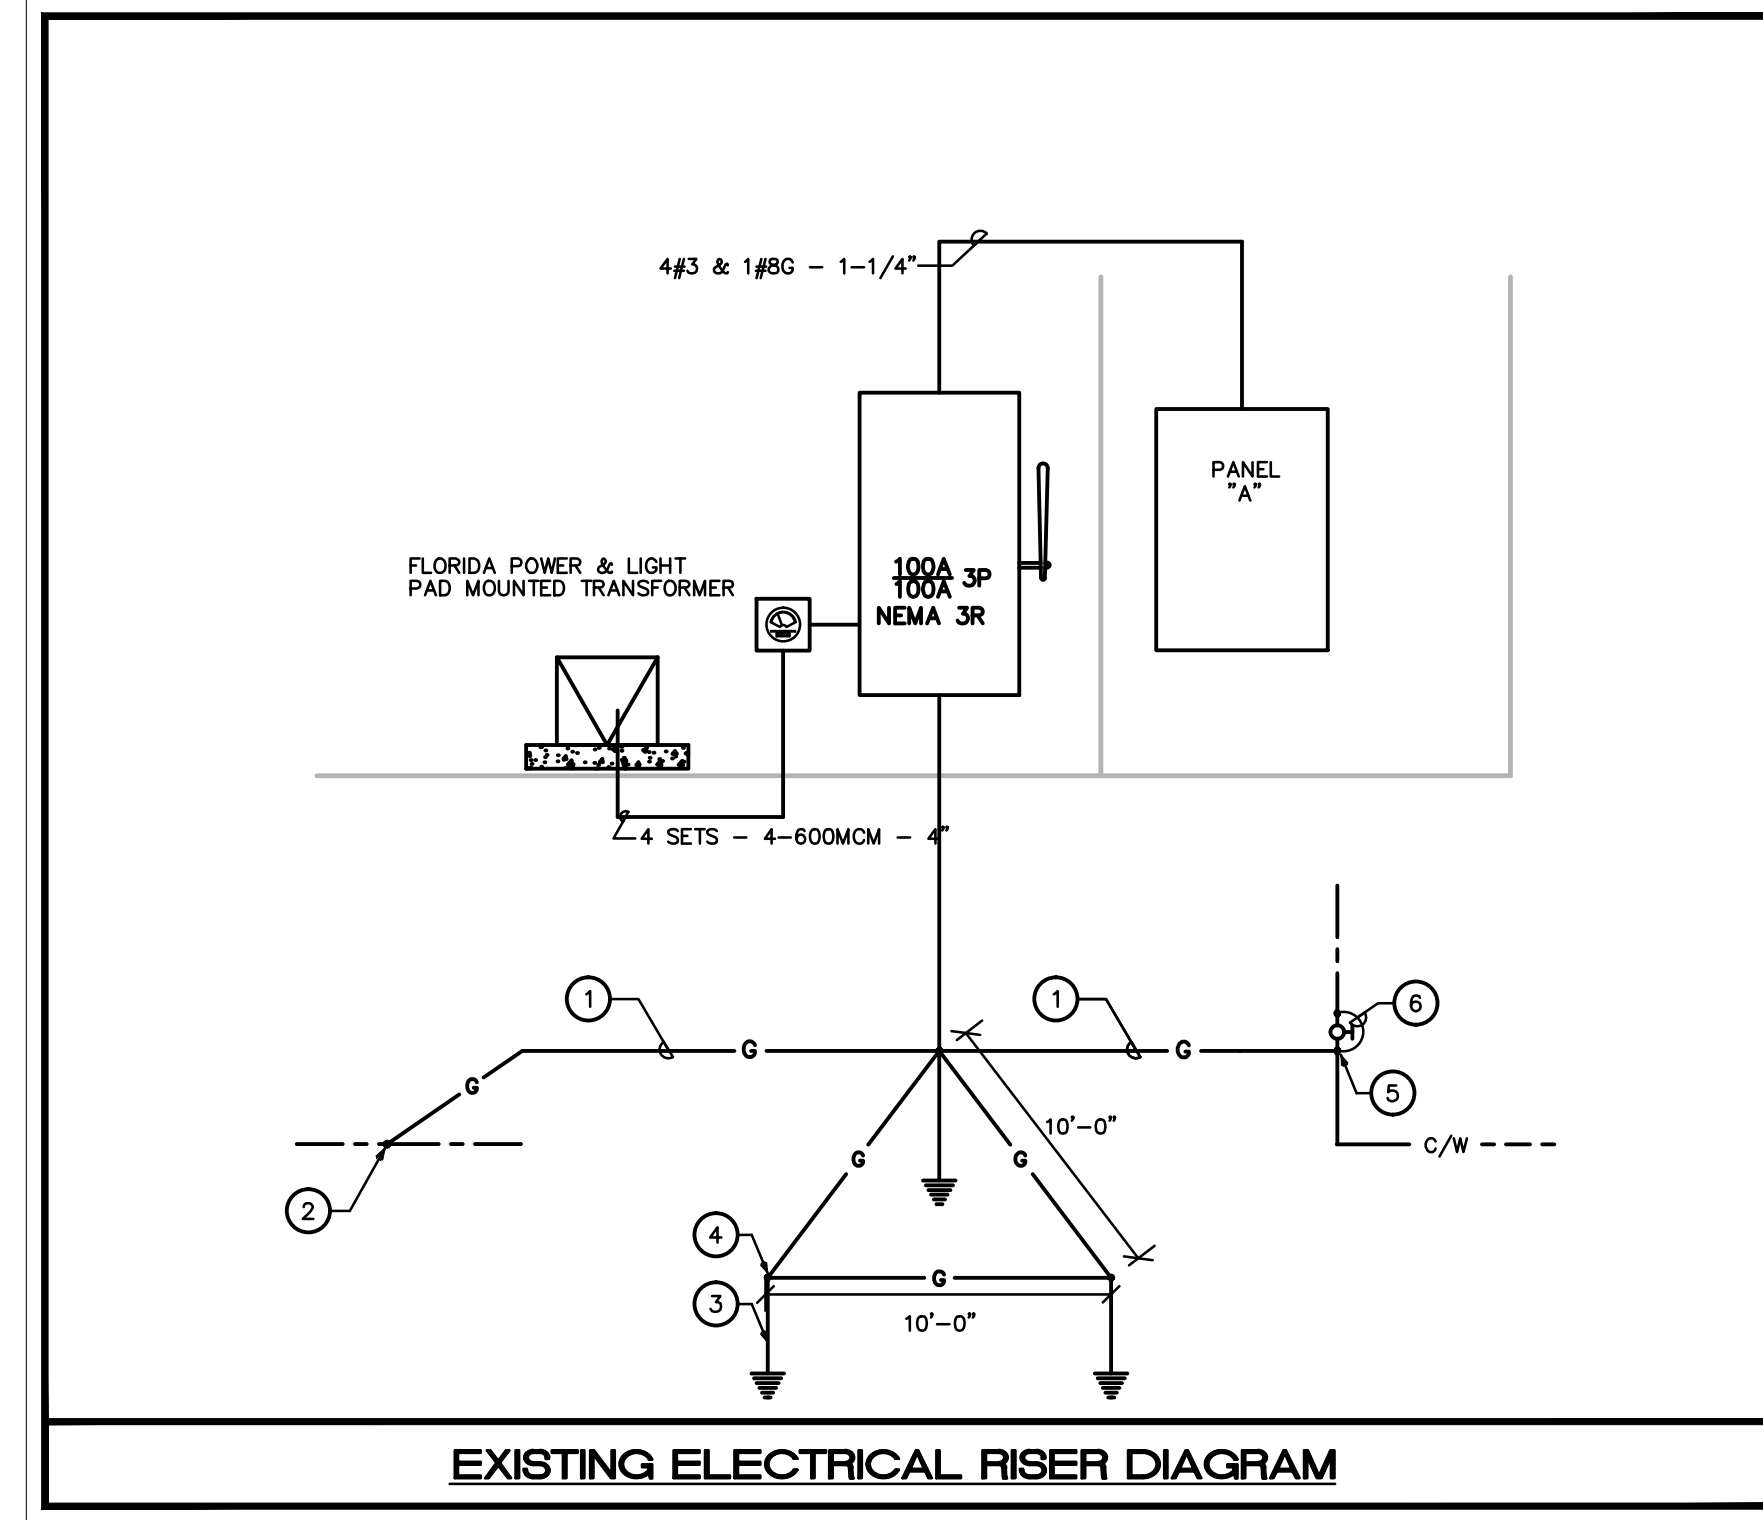 4#3 & 1#8G - 1-1/4"
PANEL
"A"
FLORIDA POWER & LIGHT
PAD MOUNTED TRANSFORMER
100A
100A
3P
NEMA 3R
4 SETS - 4-600MCM - 4"
1
1
6
G
G
5
G
10'-0"
C/W
G
G
2
4
G
3
10'-0"
EXISTING ELECTRICAL RISER DIAGRAM